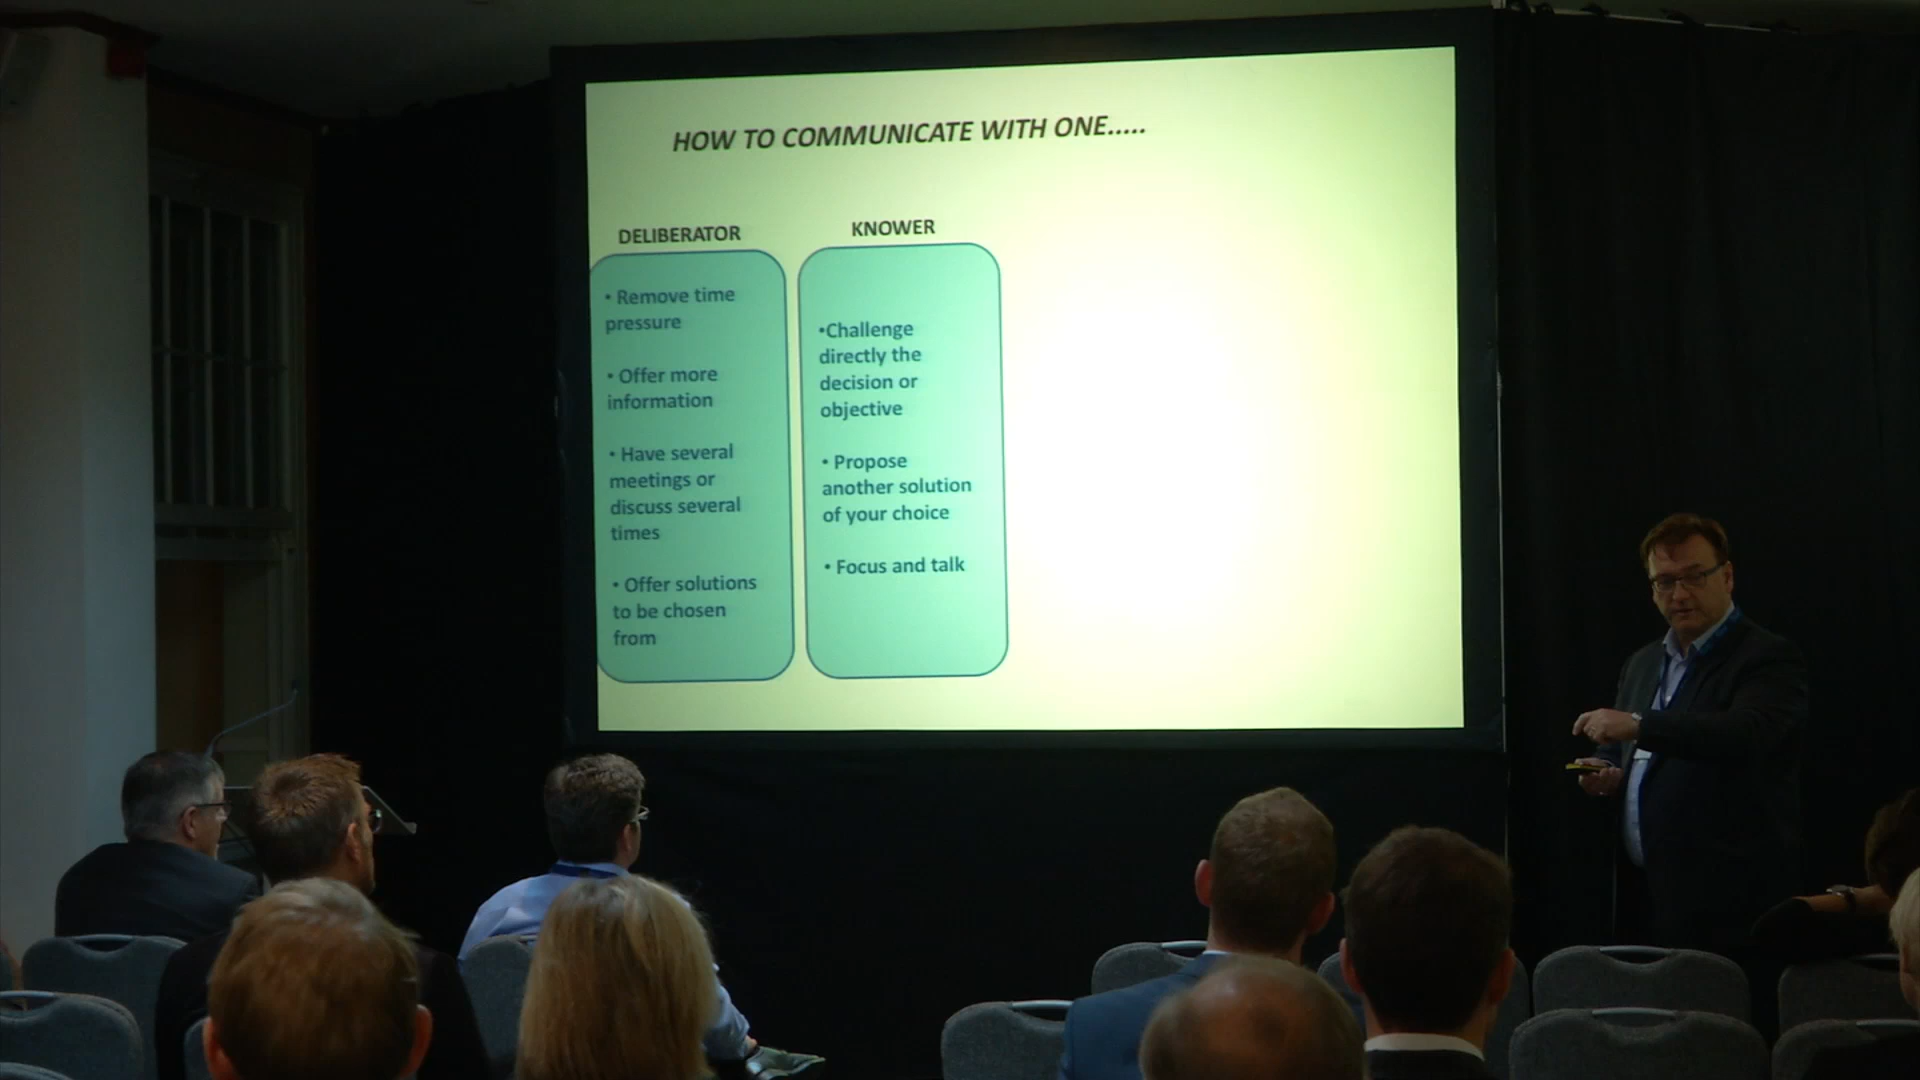 HOW TO COMMUNICATE WITH ONE.....
DELIBERATOR
• Remove time
pressure
• Offer more
information
• Have several
meetings or
discuss several
times
• Offer solutions
to be chosen
from
KNOWER
•Challenge
directly the
decision or
objective
• Propose
another solution
of your choice
• Focus and talk